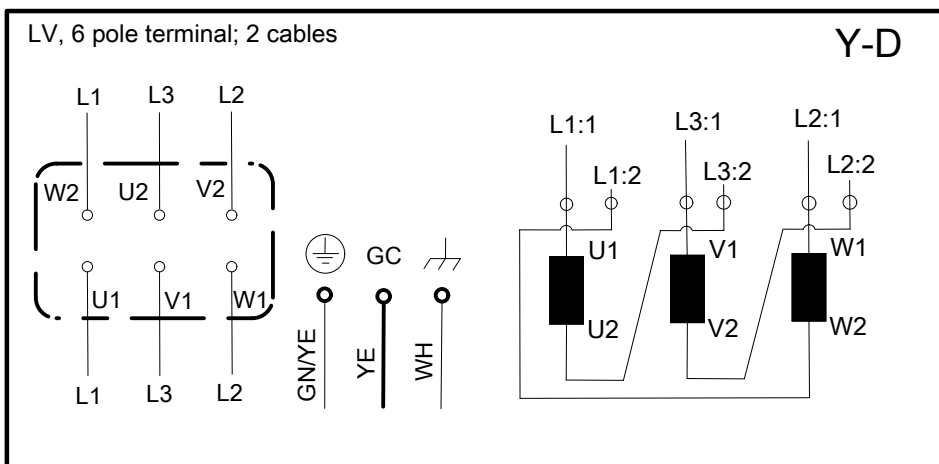 LV, 6 pole terminal; 2 cables
Y-D
L1 L3 L2
W2 U2 V2
U1 V1 W1
L1 L3 L2
GC
GN/YE YE WH
L1:1 L3:1 L2:1
L1:2 L3:2 L2:2
U1 V1 W1
U2 V2 W2